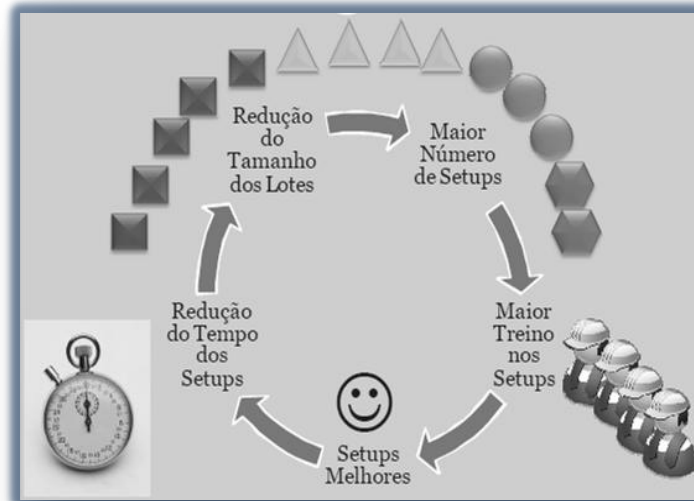 Redução
do
Tamanho
dos Lotes
Maior
Número
de Setups
Maior
Treino
nos
Setups
Setups
Melhores
Redução
do Tempo
dos
Setups